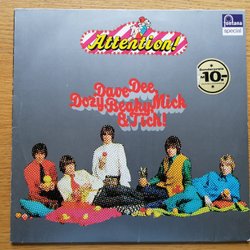 Attention!
fontana
special
-10-
Dave Dee,
Dozy Beaky Mick
& Tich!